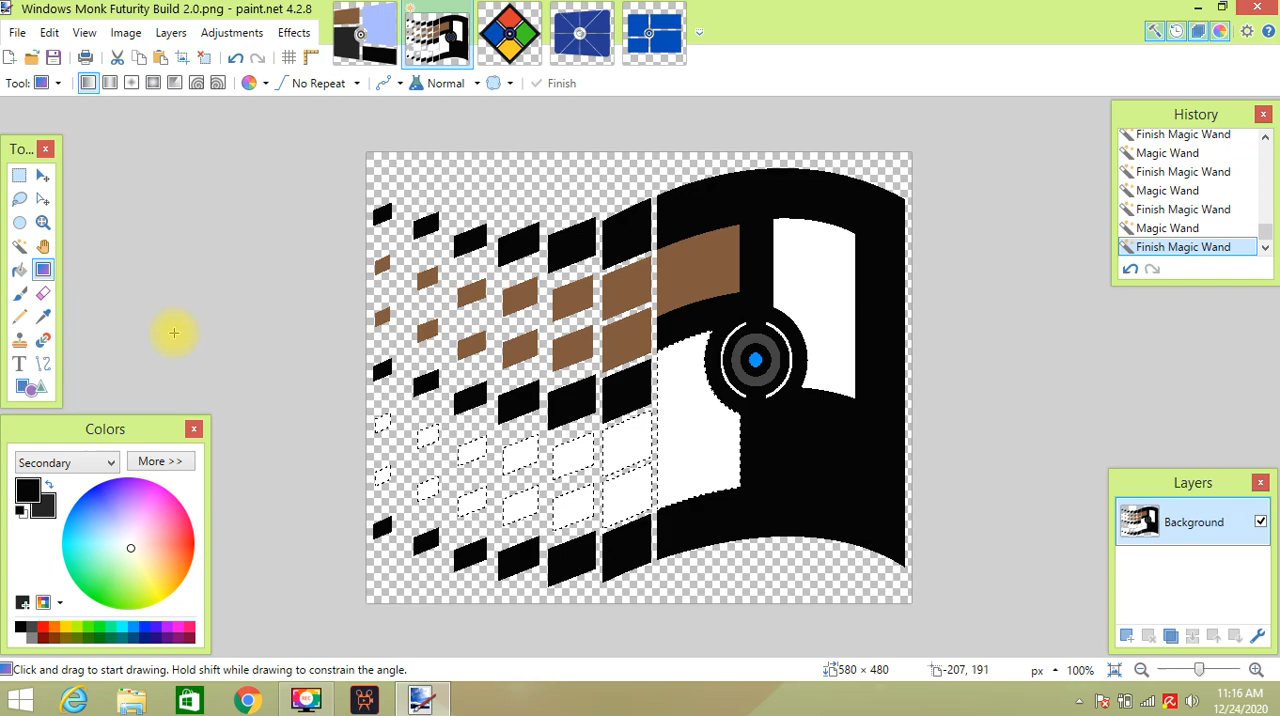 Windows Monk Futurity Build 2.0.png - paint.net 4.2.8
File Edit View Image Layers Adjustments Effects
Tool: No Repeat Normal Finish
To...
History
Finish Magic Wand
Magic Wand
Finish Magic Wand
Magic Wand
Finish Magic Wand
Magic Wand
Finish Magic Wand
Colors
Secondary More >>
Layers
Background
Click and drag to start drawing. Hold shift while drawing to constrain the angle.
580 × 480 -207, 191 px 100%
11:16 AM
12/24/2020